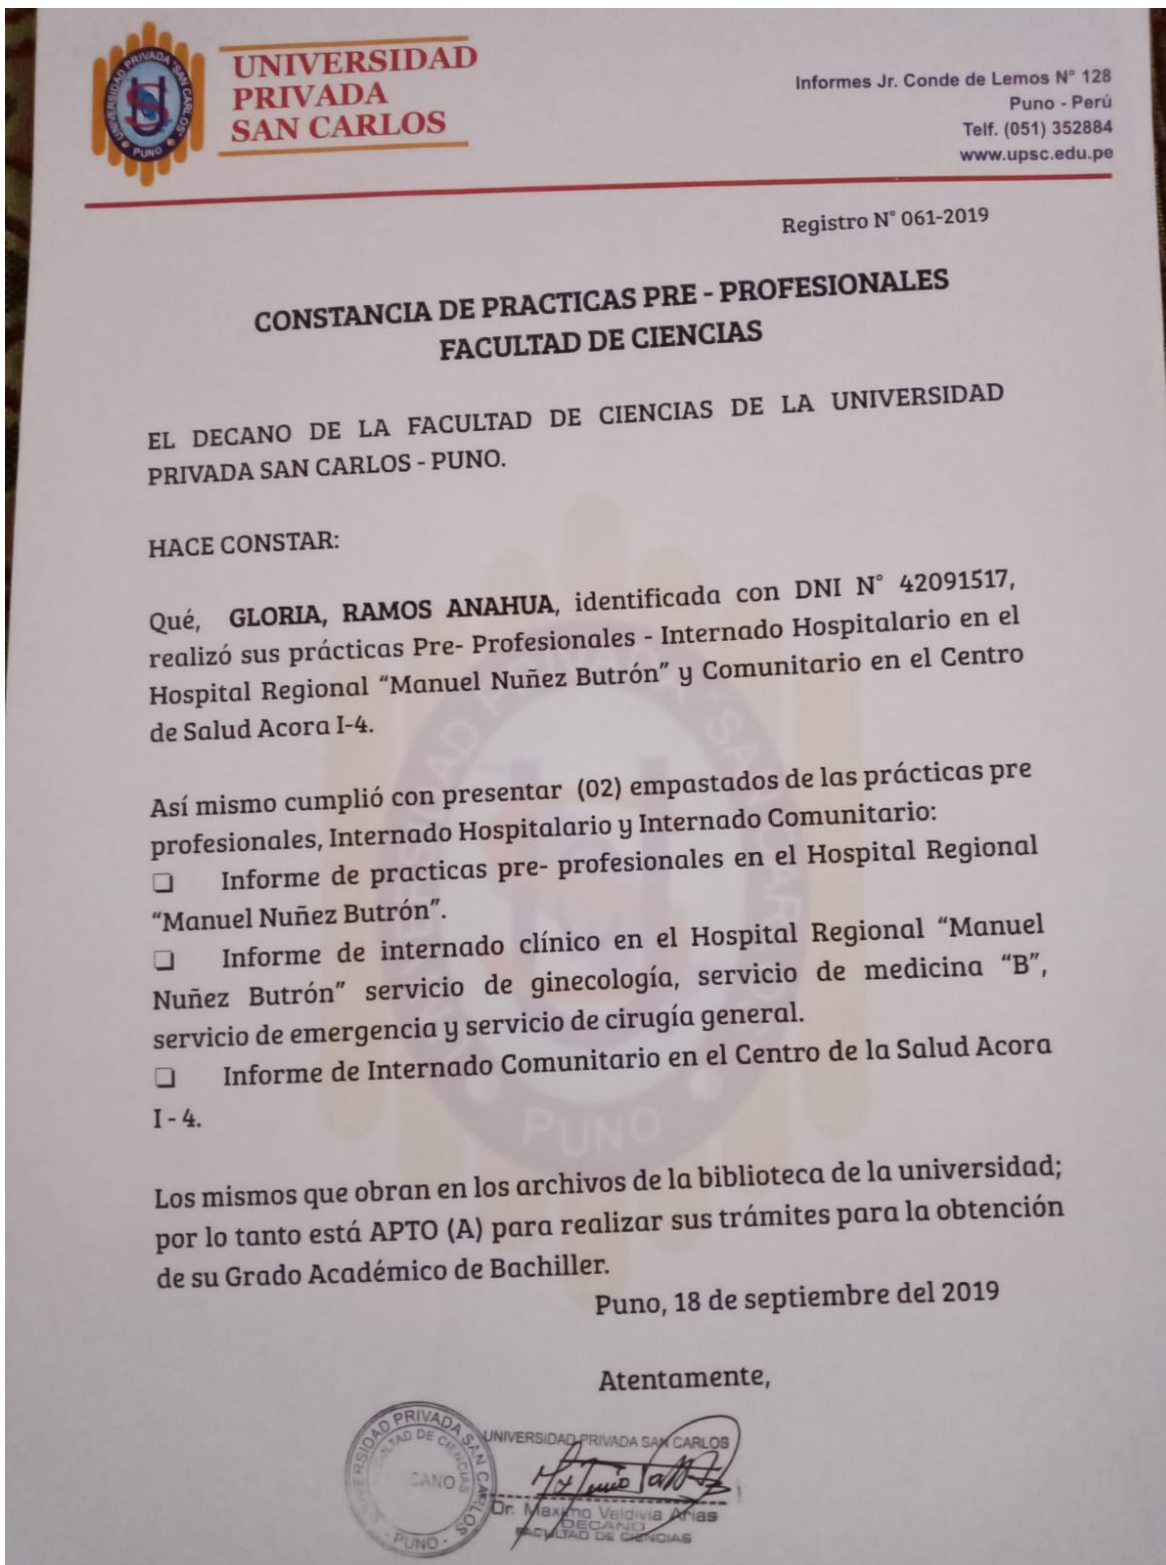 UNIVERSIDAD
PRIVADA
SAN CARLOS
UNIVERSIDAD PRIVADA "SAN CARLOS"
PUNO
Informes Jr. Conde de Lemos N° 128
Puno - Perú
Telf. (051) 352884
www.upsc.edu.pe
Registro N° 061-2019
CONSTANCIA DE PRACTICAS PRE - PROFESIONALES
FACULTAD DE CIENCIAS
EL DECANO DE LA FACULTAD DE CIENCIAS DE LA UNIVERSIDAD
PRIVADA SAN CARLOS - PUNO.
HACE CONSTAR:
Qué, GLORIA, RAMOS ANAHUA, identificada con DNI N° 42091517,
realizó sus prácticas Pre- Profesionales - Internado Hospitalario en el
Hospital Regional “Manuel Nuñez Butrón” y Comunitario en el Centro
de Salud Acora I-4.
Así mismo cumplió con presentar (02) empastados de las prácticas pre
profesionales, Internado Hospitalario y Internado Comunitario:
❏ Informe de practicas pre- profesionales en el Hospital Regional
“Manuel Nuñez Butrón”.
❏ Informe de internado clínico en el Hospital Regional “Manuel
Nuñez Butrón” servicio de ginecología, servicio de medicina “B”,
servicio de emergencia y servicio de cirugía general.
❏ Informe de Internado Comunitario en el Centro de la Salud Acora
I - 4.
Los mismos que obran en los archivos de la biblioteca de la universidad;
por lo tanto está APTO (A) para realizar sus trámites para la obtención
de su Grado Académico de Bachiller.
Puno, 18 de septiembre del 2019
Atentamente,
UNIVERSIDAD PRIVADA SAN CARLOS
Dr. Maximo Valdivia Arias
DECANO
FACULTAD DE CIENCIAS
PRIVADA SAN CARLOS
DE CIENCIAS
- PUNO -